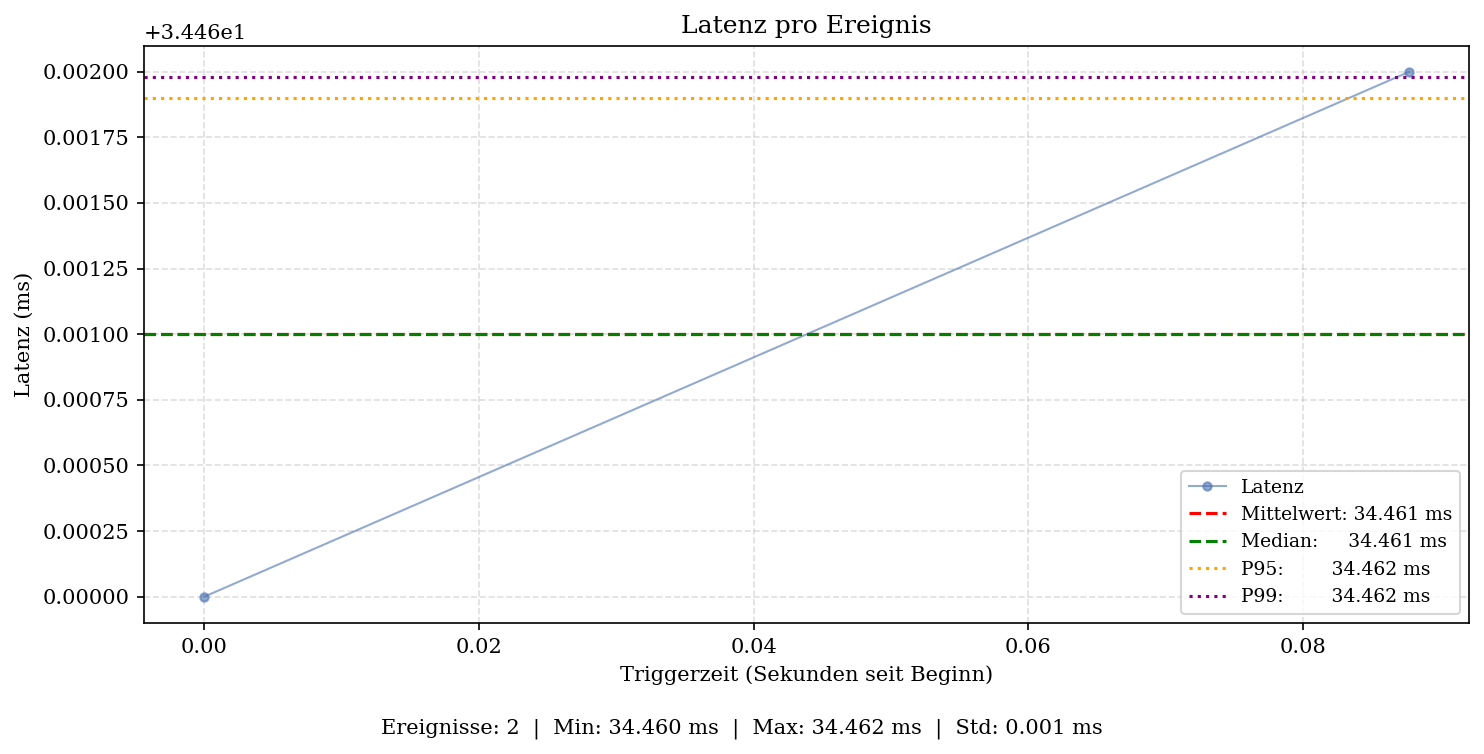 Latenz pro Ereignis
+3.446e1
0.00200
0.00175
0.00150
0.00125
0.00100
0.00075
0.00050
0.00025
0.00000
Latenz (ms)
Latenz
Mittelwert: 34.461 ms
Median: 34.461 ms
P95: 34.462 ms
P99: 34.462 ms
0.00 0.02 0.04 0.06 0.08
Triggerzeit (Sekunden seit Beginn)
Ereignisse: 2 | Min: 34.460 ms | Max: 34.462 ms | Std: 0.001 ms